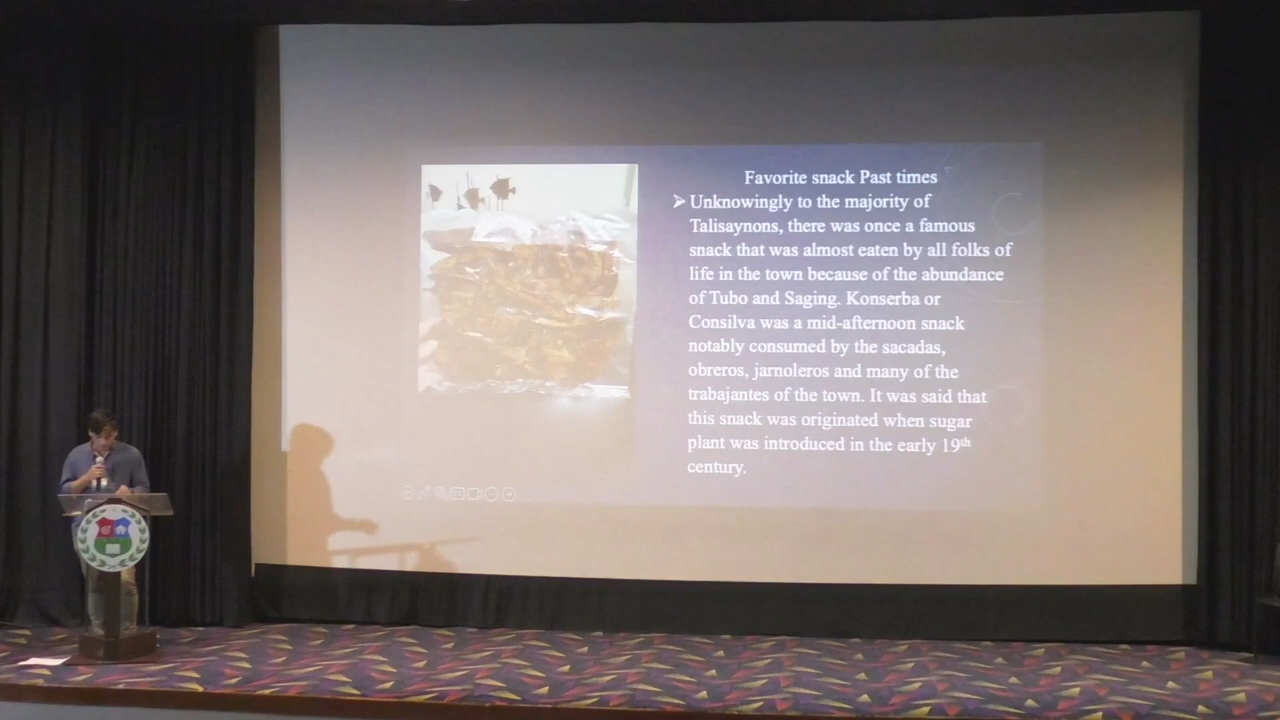 Favorite snack Past times
➢ Unknowingly to the majority of
Talisaynons, there was once a famous
snack that was almost eaten by all folks of
life in the town because of the abundance
of Tubo and Saging. Konserba or
Consilva was a mid-afternoon snack
notably consumed by the sacadas,
obreros, jarnoleros and many of the
trabajantes of the town. It was said that
this snack was originated when sugar
plant was introduced in the early 19th
century.